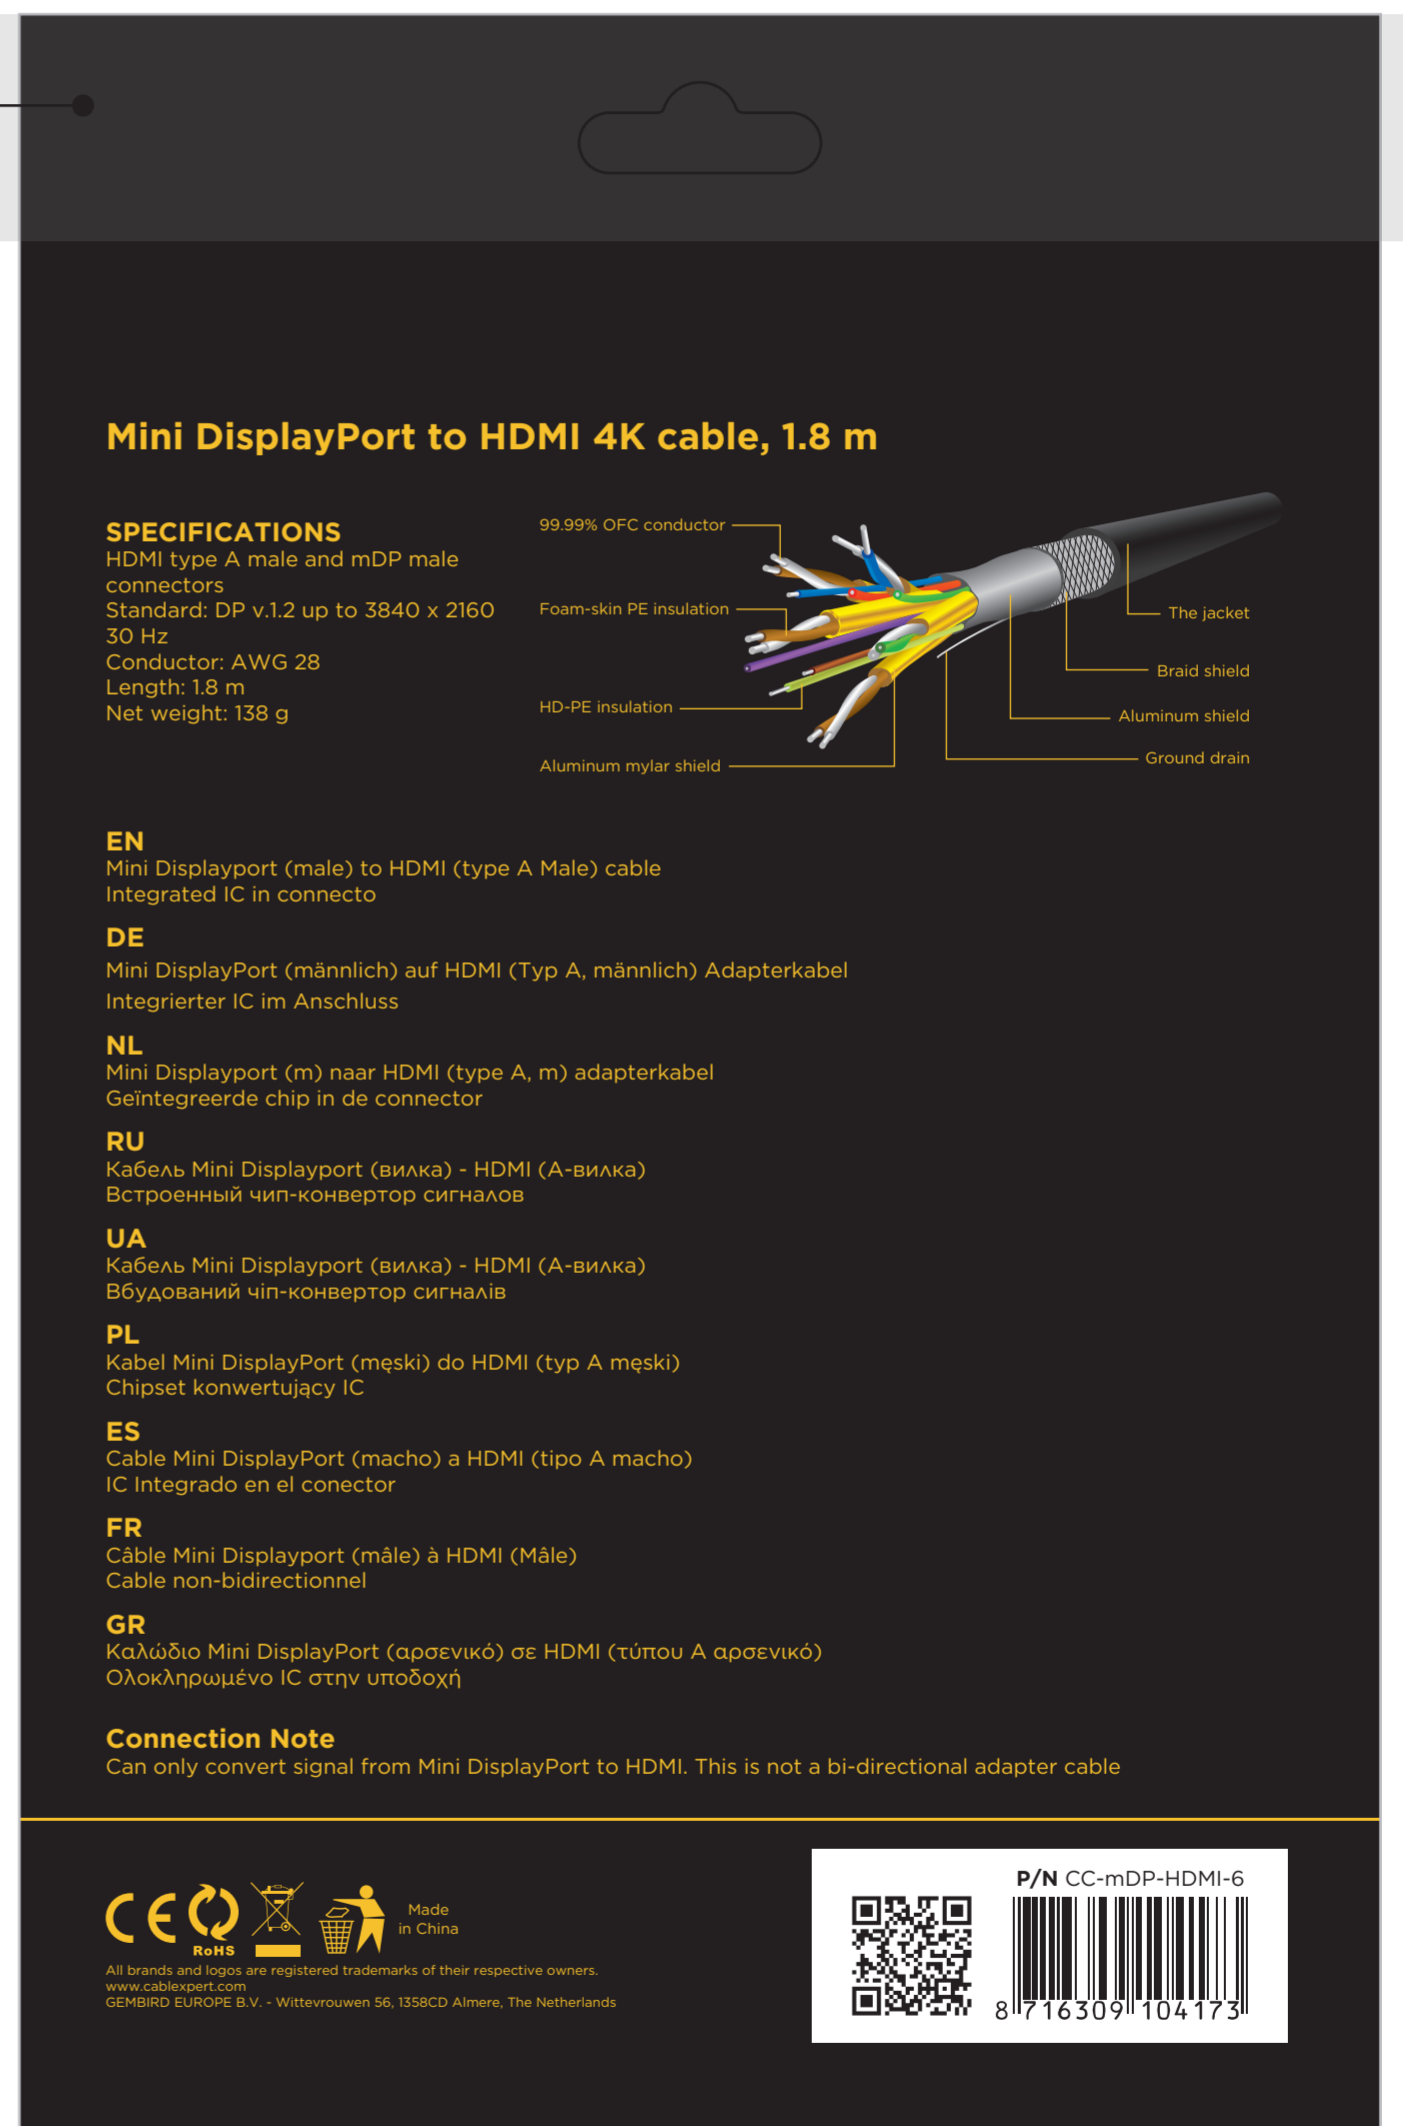 Mini DisplayPort to HDMI 4K cable, 1.8 m
SPECIFICATIONS
HDMI type A male and mDP male
connectors
Standard: DP v.1.2 up to 3840 x 2160
30 Hz
Conductor: AWG 28
Length: 1.8 m
Net weight: 138 g
99.99% OFC conductor
Foam-skin PE insulation
HD-PE insulation
Aluminum mylar shield
The jacket
Braid shield
Aluminum shield
Ground drain
EN
Mini Displayport (male) to HDMI (type A Male) cable
Integrated IC in connecto
DE
Mini DisplayPort (männlich) auf HDMI (Typ A, männlich) Adapterkabel
Integrierter IC im Anschluss
NL
Mini Displayport (m) naar HDMI (type A, m) adapterkabel
Geïntegreerde chip in de connector
RU
Кабель Mini Displayport (вилка) - HDMI (А-вилка)
Встроенный чип-конвертор сигналов
UA
Кабель Mini Displayport (вилка) - HDMI (А-вилка)
Вбудований чіп-конвертор сигналів
PL
Kabel Mini DisplayPort (męski) do HDMI (typ A męski)
Chipset konwertujący IC
ES
Cable Mini DisplayPort (macho) a HDMI (tipo A macho)
IC Integrado en el conector
FR
Câble Mini Displayport (mâle) à HDMI (Mâle)
Cable non-bidirectionnel
GR
Καλώδιο Mini DisplayPort (αρσενικό) σε HDMI (τύπου Α αρσενικό)
Ολοκληρωμένο IC στην υποδοχή
Connection Note
Can only convert signal from Mini DisplayPort to HDMI. This is not a bi-directional adapter cable
CE
RoHS
Made
in China
All brands and logos are registered trademarks of their respective owners.
www.cablexpert.com
GEMBIRD EUROPE B.V. - Wittevrouwen 56, 1358CD Almere, The Netherlands
P/N CC-mDP-HDMI-6
8 716309 104173